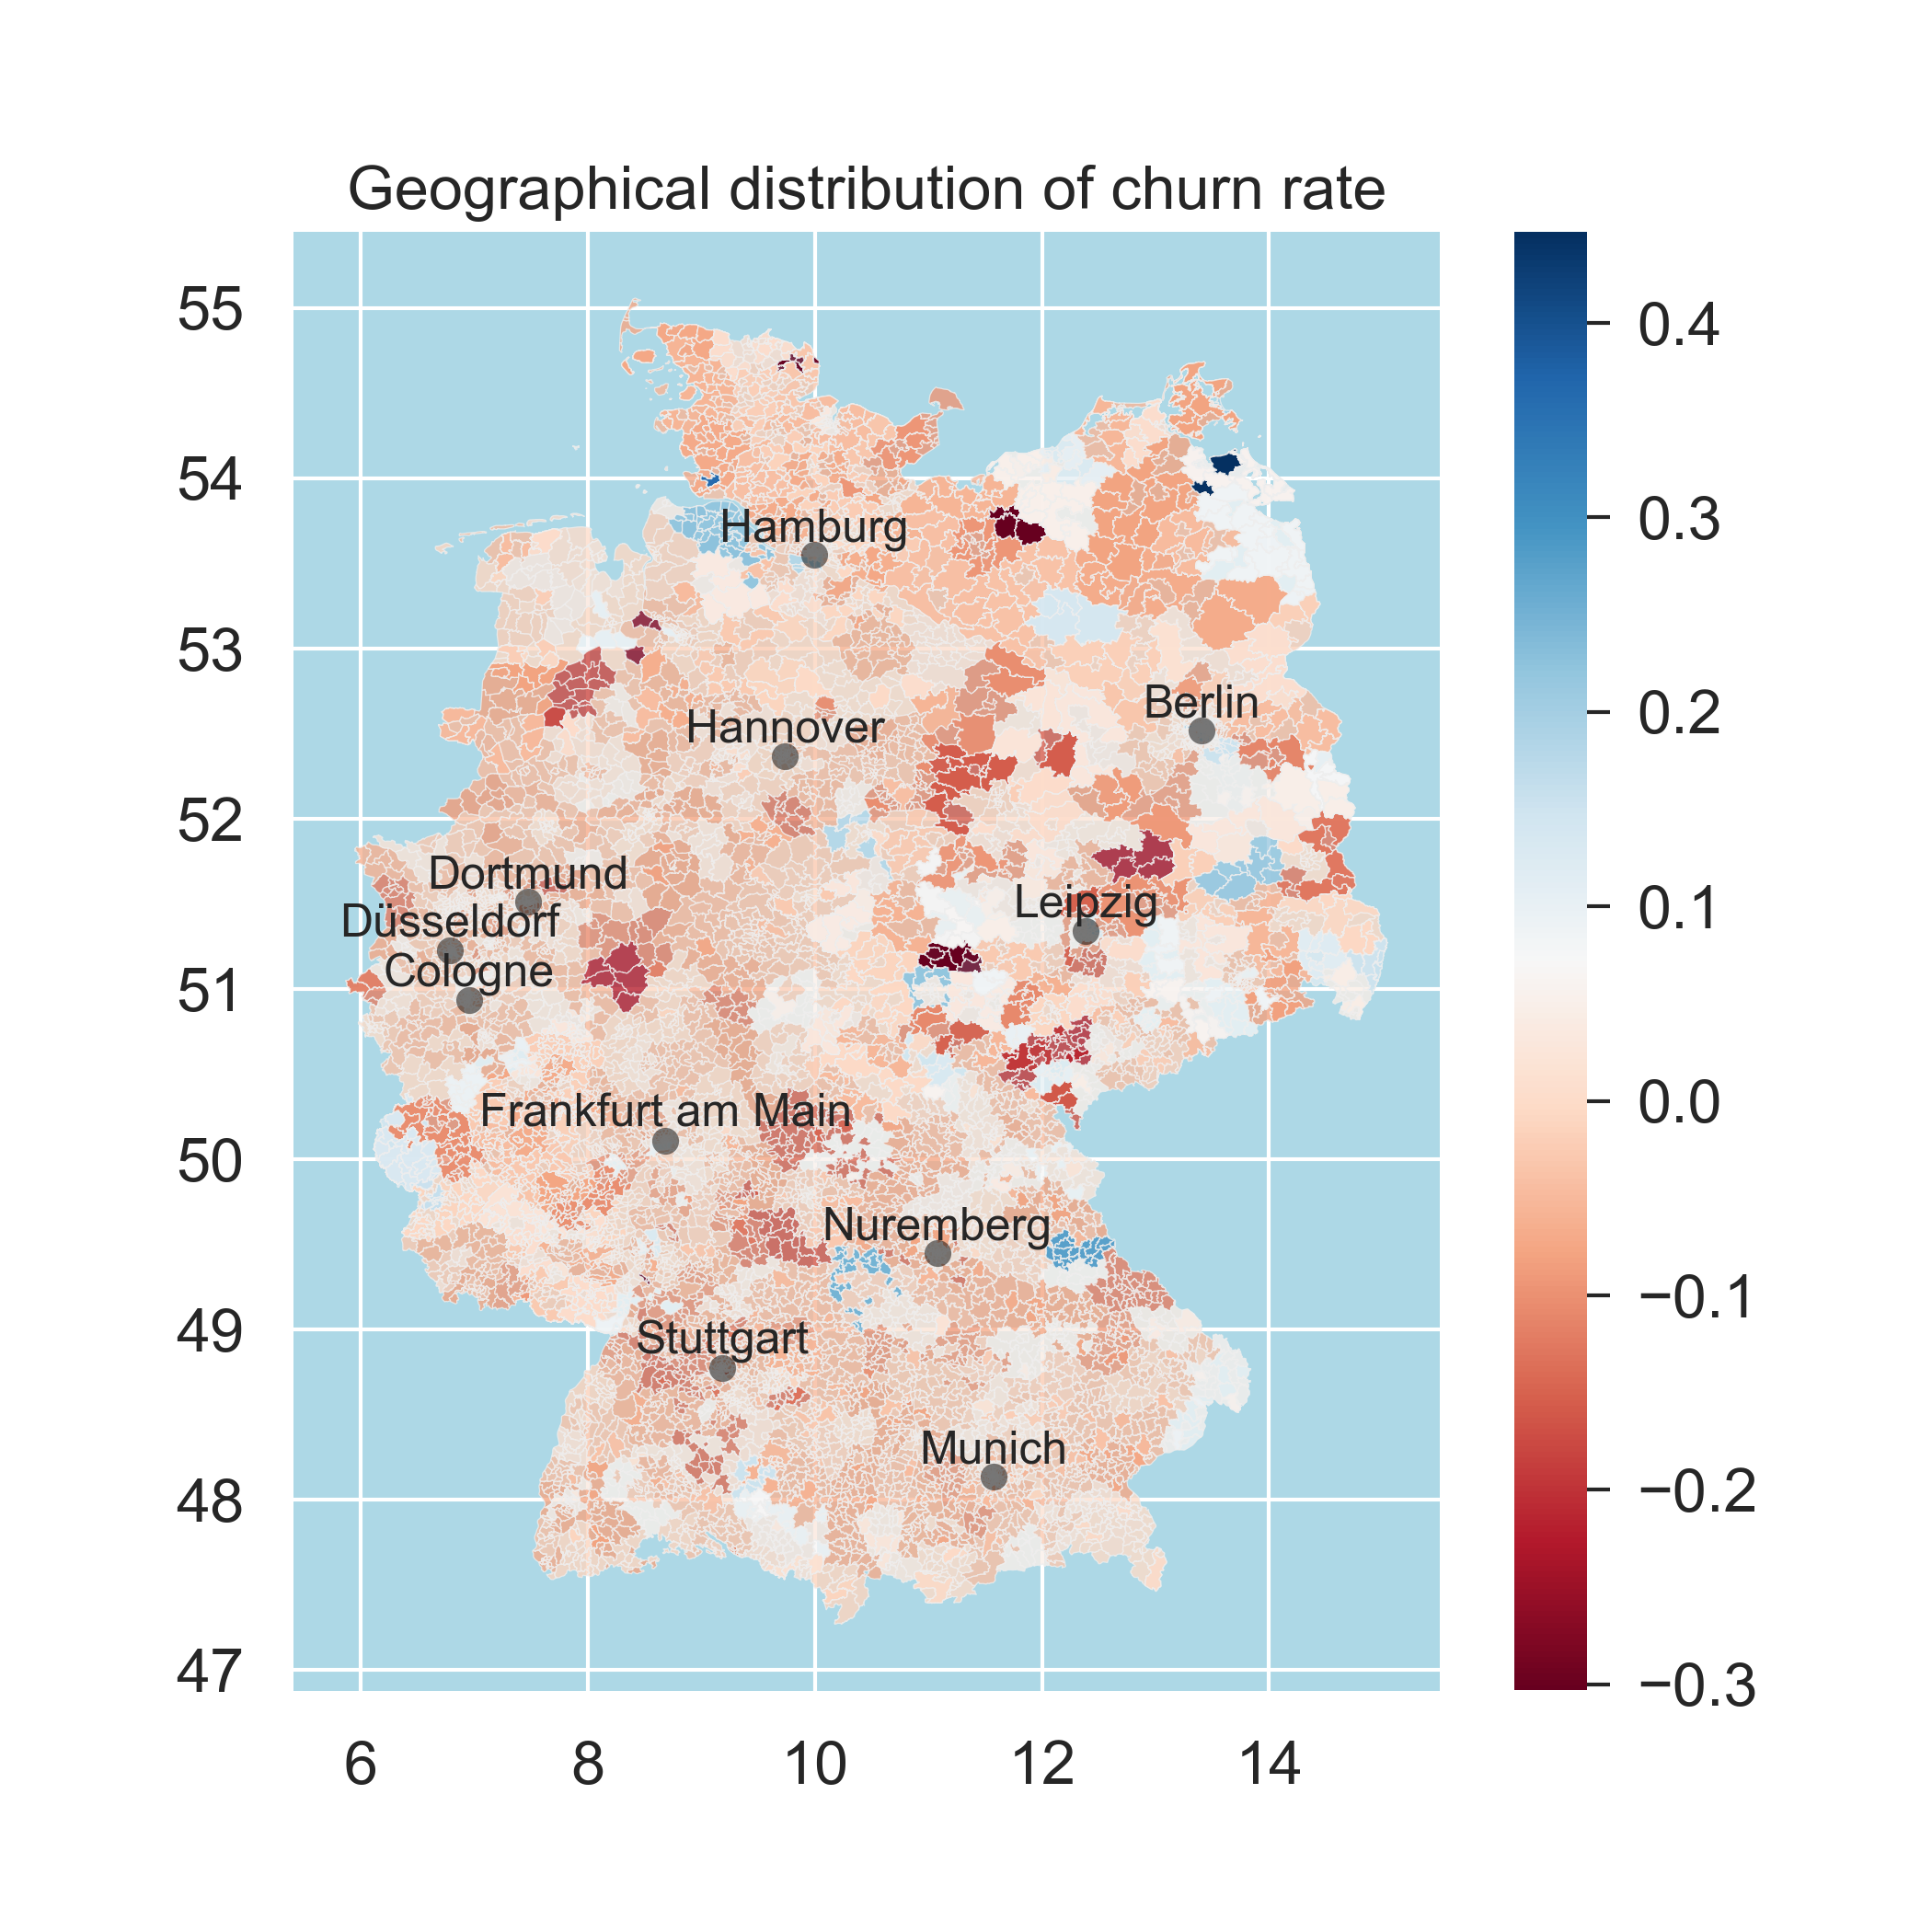 Geographical distribution of churn rate
55
54
53
52
51
50
49
48
47
6
8
10
12
14
Hamburg
Berlin
Hannover
Dortmund
Düsseldorf
Cologne
Leipzig
Frankfurt am Main
Nuremberg
Stuttgart
Munich
0.4
0.3
0.2
0.1
0.0
−0.1
−0.2
−0.3